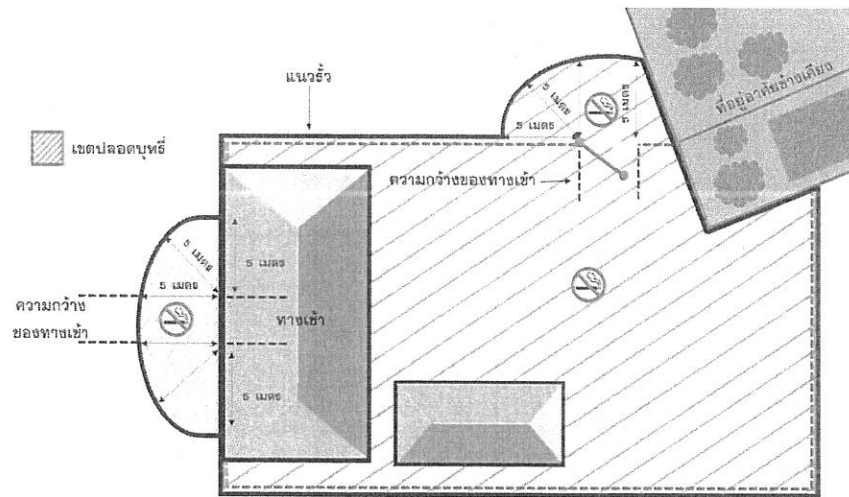 แนวรั้ว
5 เมตร
5 เมตร
5 เมตร
ที่อยู่อาศัยข้างเคียง
เขตปลอดบุหรี่
ความกว้างของทางเข้า
5 เมตร
5 เมตร
5 เมตร
ความกว้าง
ของทางเข้า
ทางเข้า
5 เมตร